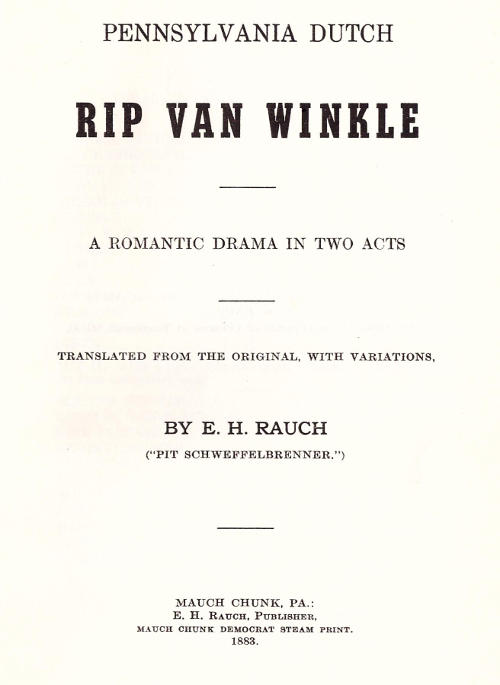 PENNSYLVANIA DUTCH
RIP VAN WINKLE
A ROMANTIC DRAMA IN TWO ACTS
TRANSLATED FROM THE ORIGINAL, WITH VARIATIONS,
BY E. H. RAUCH
("PIT SCHWEFFELBRENNER.")
MAUCH CHUNK, PA.:
E. H. RAUCH, PUBLISHER,
MAUCH CHUNK DEMOCRAT STEAM PRINT.
1883.